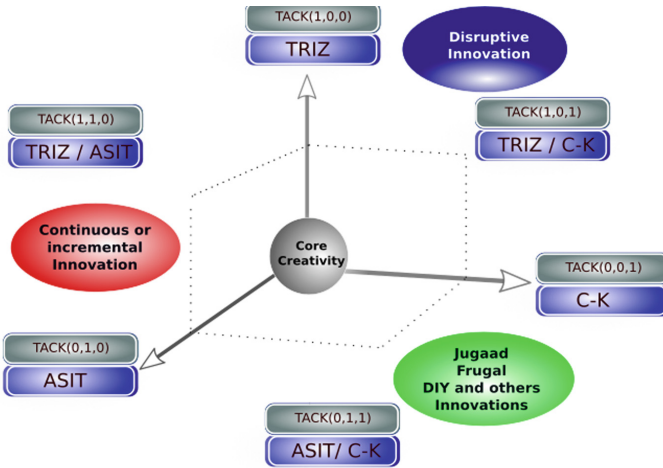 TACK(1,0,0)
TRIZ
Disruptive
Innovation
TACK(1,1,0)
TRIZ / ASIT
TACK(1,0,1)
TRIZ / C-K
Continuous or
incremental
Innovation
Core
Creativity
TACK(0,0,1)
C-K
TACK(0,1,0)
ASIT
Jugaad
Frugal
DIY and others
Innovations
TACK(0,1,1)
ASIT/ C-K